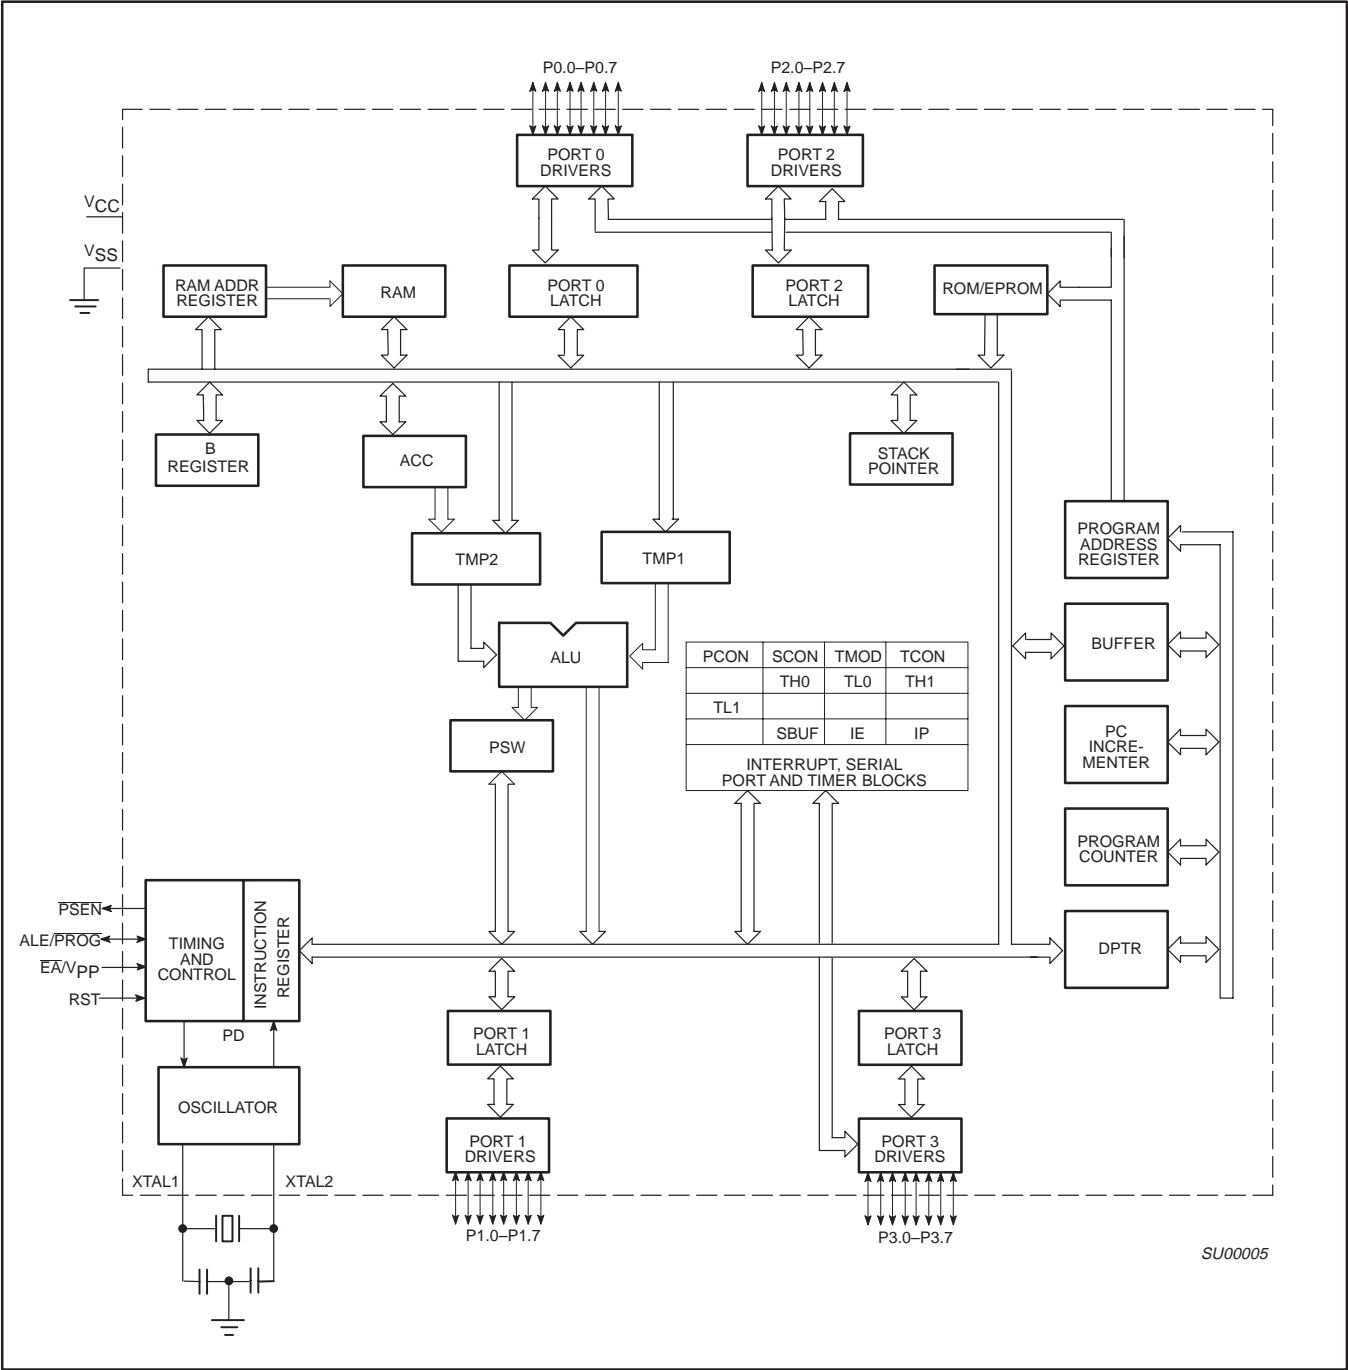 P0.0–P0.7
P2.0–P2.7
PORT 0
DRIVERS
PORT 2
DRIVERS
VCC
VSS
RAM ADDR
REGISTER
RAM
PORT 0
LATCH
PORT 2
LATCH
ROM/EPROM
B
REGISTER
ACC
STACK
POINTER
TMP2
TMP1
PROGRAM
ADDRESS
REGISTER
ALU
BUFFER
PCON SCON TMOD TCON
TH0 TL0 TH1
TL1
SBUF IE IP
INTERRUPT, SERIAL
PORT AND TIMER BLOCKS
PSW
PC
INCRE-
MENTER
PROGRAM
COUNTER
PSEN
ALE/PROG
EA/VPP
RST
TIMING
AND
CONTROL
INSTRUCTION
REGISTER
DPTR
PD
OSCILLATOR
PORT 1
LATCH
PORT 3
LATCH
PORT 1
DRIVERS
PORT 3
DRIVERS
XTAL1
XTAL2
P1.0–P1.7
P3.0–P3.7
SU00005